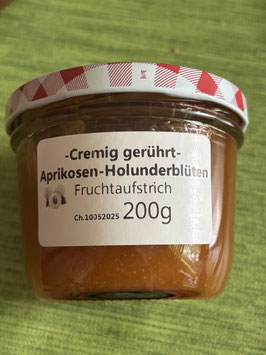 -Cremig gerührt-
Aprikosen-Holunderblüten
Fruchtaufstrich
Ch.10052025 200g